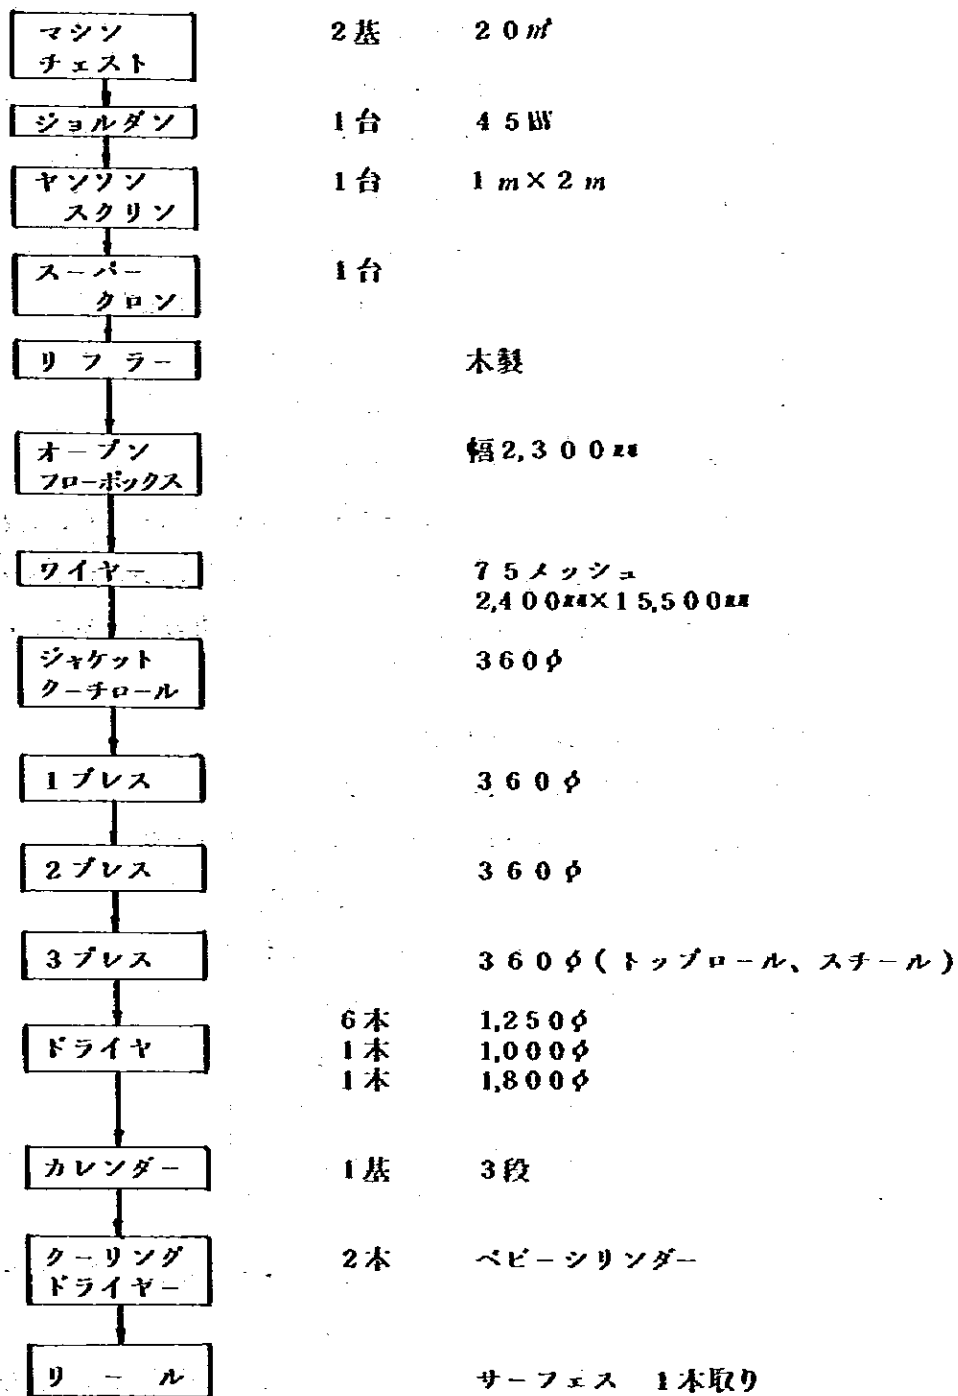 マシン 2基 20㎥
チェスト
ジョルダン 1台 45kW
ヤンソン 1台 1m×2m
スクリン
スーパー 1台
クロン
リフラー 木製
オープン 幅2,300mm
フローボックス
ワイヤー 75メッシュ
2,400mm×15,500mm
ジャケット 360φ
クーチロール
1プレス 360φ
2プレス 360φ
3プレス 360φ(トップロール、スチール)
6本 1,250φ
ドライヤ 1本 1,000φ
1本 1,800φ
カレンダー 1基 3段
クーリング 2本 ベビーシリンダー
ドライヤー
リール サーフェス 1本取り